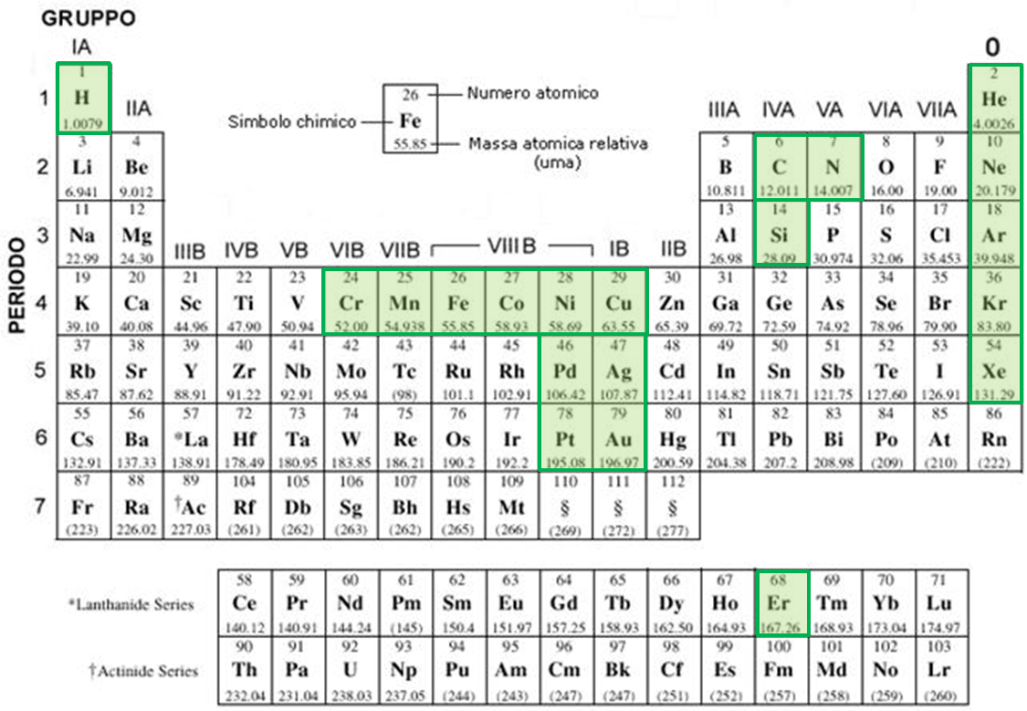 GRUPPO
IA 0
1 2
1 H 26 Numero atomico He
1.0079 IIA Simbolo chimico Fe IIIA IVA VA VIA VIIA 4.0026
55.85 Massa atomica relativa
(uma)
3 4 5 6 7 8 9 10
2 Li Be B C N O F Ne
6.941 9.012 10.811 12.011 14.007 16.00 19.00 20.179
11 12 13 14 15 16 17 18
3 Na Mg Al Si P S Cl Ar
22.99 24.30 IIIB IVB VB VIB VIIB VIIIB IB IIB 26.98 28.09 30.974 32.06 35.453 39.948
PERIODO
19 20 21 22 23 24 25 26 27 28 29 30 31 32 33 34 35 36
4 K Ca Sc Ti V Cr Mn Fe Co Ni Cu Zn Ga Ge As Se Br Kr
39.10 40.08 44.96 47.90 50.94 52.00 54.938 55.85 58.93 58.69 63.55 65.39 69.72 72.59 74.92 78.96 79.90 83.80
37 38 39 40 41 42 43 44 45 46 47 48 49 50 51 52 53 54
5 Rb Sr Y Zr Nb Mo Tc Ru Rh Pd Ag Cd In Sn Sb Te I Xe
85.47 87.62 88.91 91.22 92.91 95.94 (98) 101.1 102.91 106.42 107.87 112.41 114.82 118.71 121.75 127.60 126.91 131.29
55 56 57 72 73 74 75 76 77 78 79 80 81 82 83 84 85 86
6 Cs Ba *La Hf Ta W Re Os Ir Pt Au Hg Tl Pb Bi Po At Rn
132.91 137.33 138.91 178.49 180.95 183.85 186.21 190.2 192.2 195.08 196.97 200.59 204.38 207.2 208.98 (209) (210) (222)
87 88 89 104 105 106 107 108 109 110 111 112
7 Fr Ra †Ac Rf Db Sg Bh Hs Mt § § §
(223) 226.02 227.03 (261) (262) (263) (262) (265) (266) (269) (272) (277)
58 59 60 61 62 63 64 65 66 67 68 69 70 71
*Lanthanide Series Ce Pr Nd Pm Sm Eu Gd Tb Dy Ho Er Tm Yb Lu
140.12 140.91 144.24 (145) 150.4 151.97 157.25 158.93 162.50 164.93 167.26 168.93 173.04 174.97
90 91 92 93 94 95 96 97 98 99 100 101 102 103
†Actinide Series Th Pa U Np Pu Am Cm Bk Cf Es Fm Md No Lr
232.04 231.04 238.03 237.05 (244) (243) (247) (247) (251) (252) (257) (258) (259) (260)